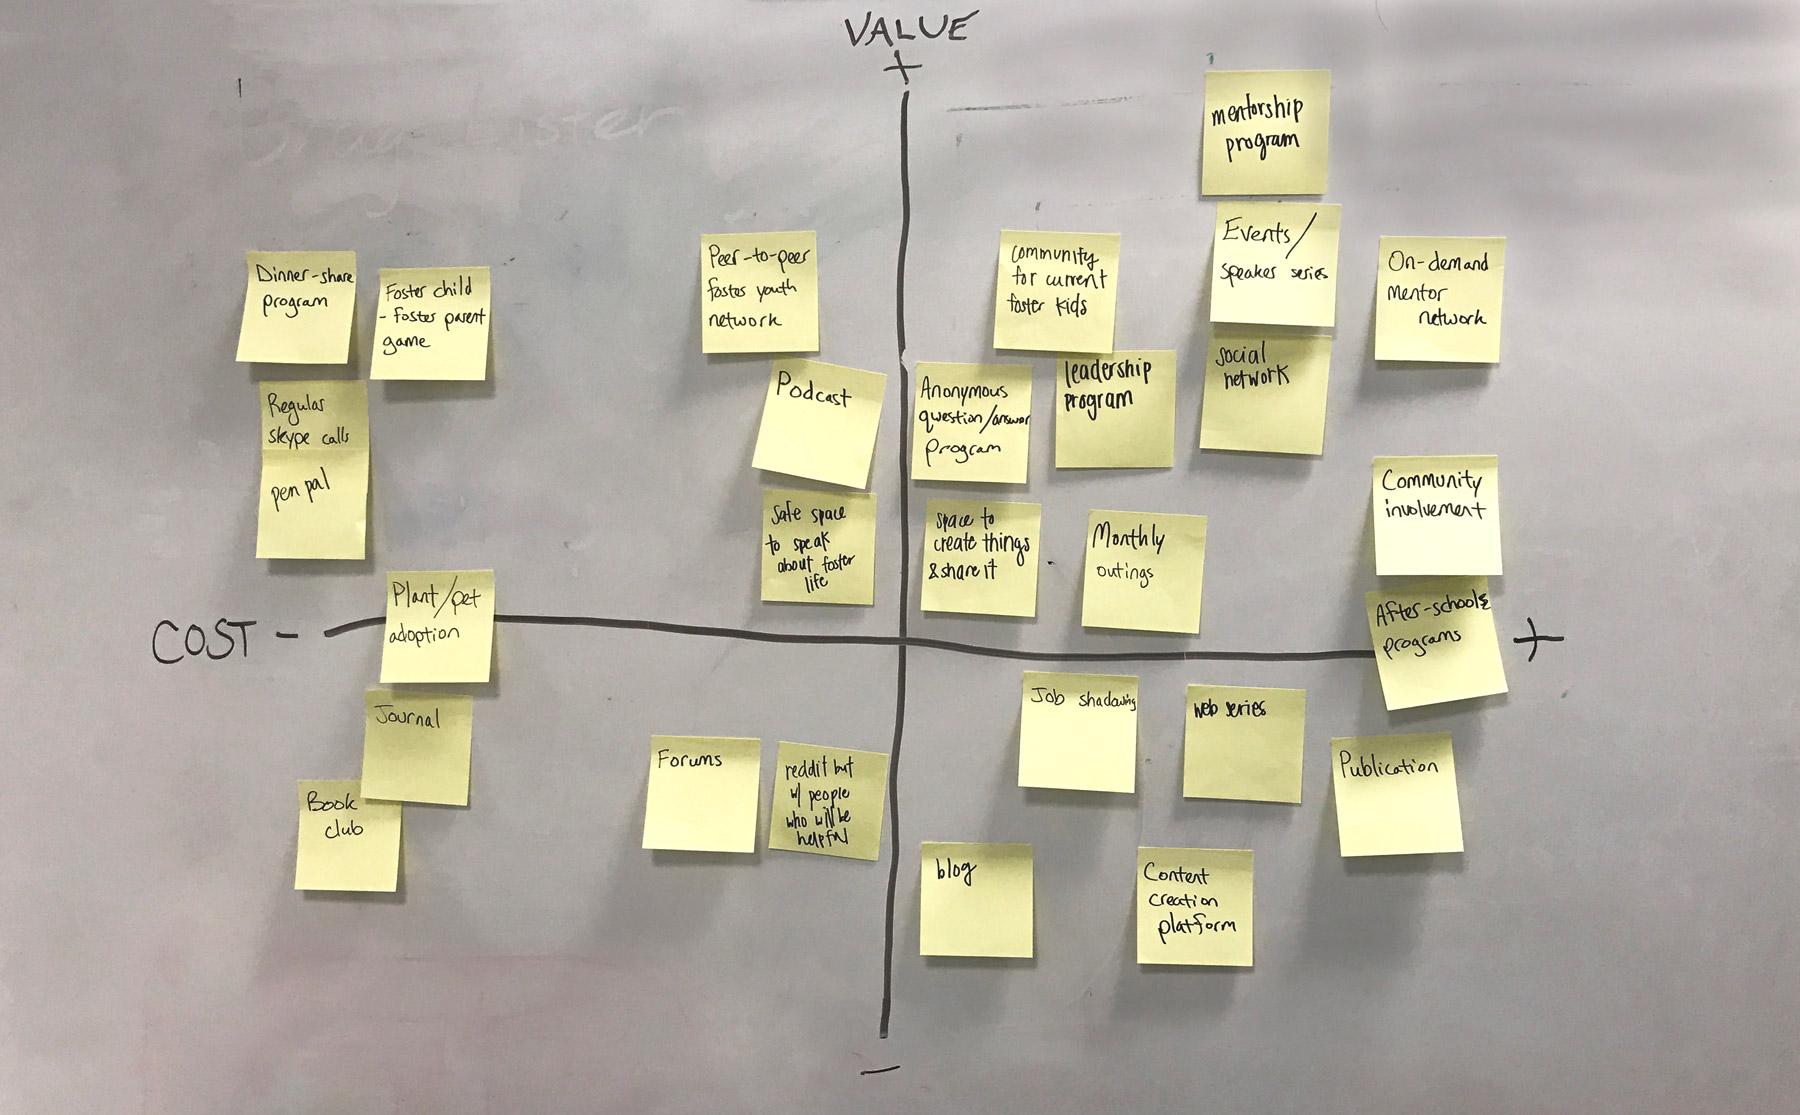 VALUE
+
mentorship
program
Events/
speaker series
On-demand
Mentor
network
Community
for current
foster kids
Peer-to-peer
foster youth
network
Dinner-share
program
Foster child
- foster parent
game
social
network
leadership
program
Anonymous
question/answer
program
Podcast
Regular
skype calls
pen pal
Community
involvement
Safe space
to speak
about foster
life
space to
create things
& share it
Monthly
outings
Plant/pet
adoption
After-school
programs
COST -
+
Job shadowing
web series
Journal
Publication
Forums
reddit but
w/ people
who will be
helpful
Book
club
blog
Content
creation
platform
-